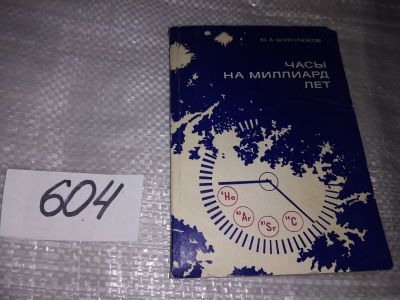 604
Ю.А.ШУКОЛЮКОВ
ЧАСЫ
НА МИЛЛИАРД
ЛЕТ
⁴He
⁴⁰Ar
⁸⁷Sr
¹⁴C